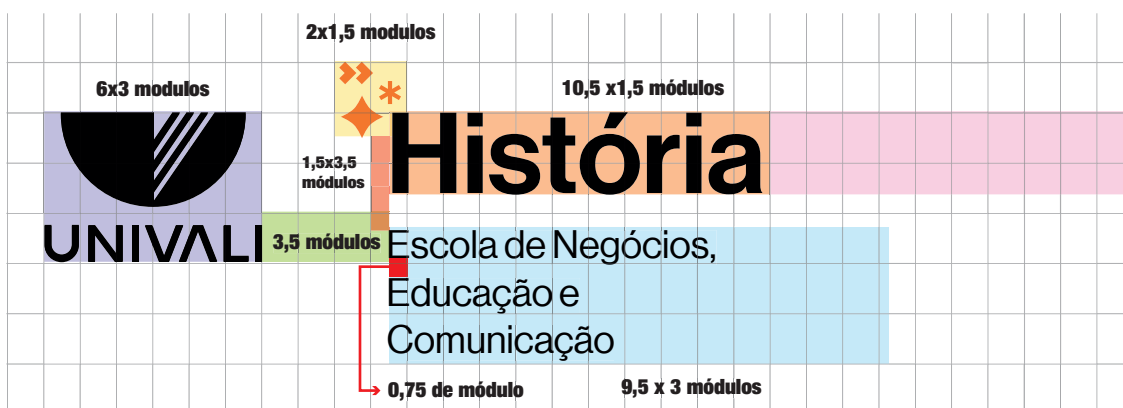 2x1,5 modulos
6x3 modulos
10,5 x1,5 módulos
História
1,5x3,5
módulos
UNIVALI
3,5 módulos
Escola de Negócios,
Educação e
Comunicação
0,75 de módulo
9,5 x 3 módulos